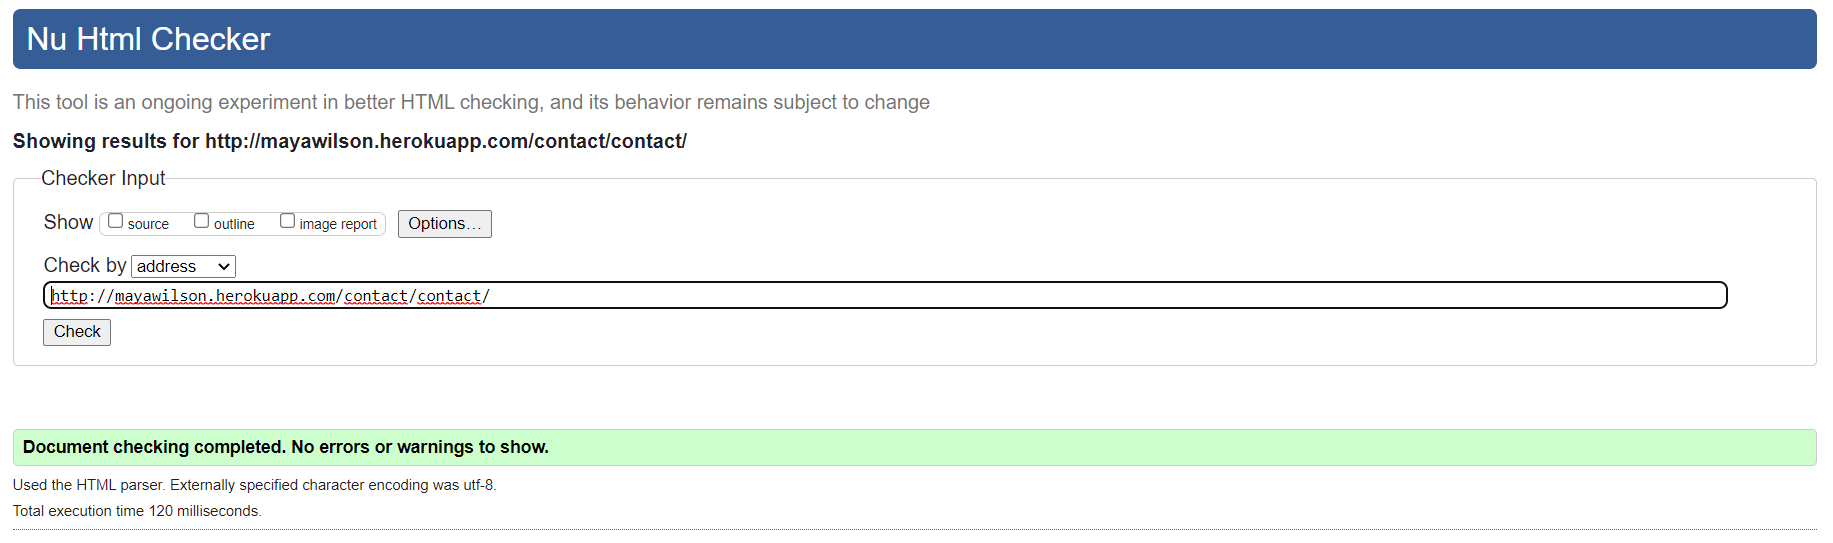 Nu Html Checker
This tool is an ongoing experiment in better HTML checking, and its behavior remains subject to change
Showing results for http://mayawilson.herokuapp.com/contact/contact/
Checker Input
Show source outline image report Options...
Check by address
http://mayawilson.herokuapp.com/contact/contact/
Check
Document checking completed. No errors or warnings to show.
Used the HTML parser. Externally specified character encoding was utf-8.
Total execution time 120 milliseconds.